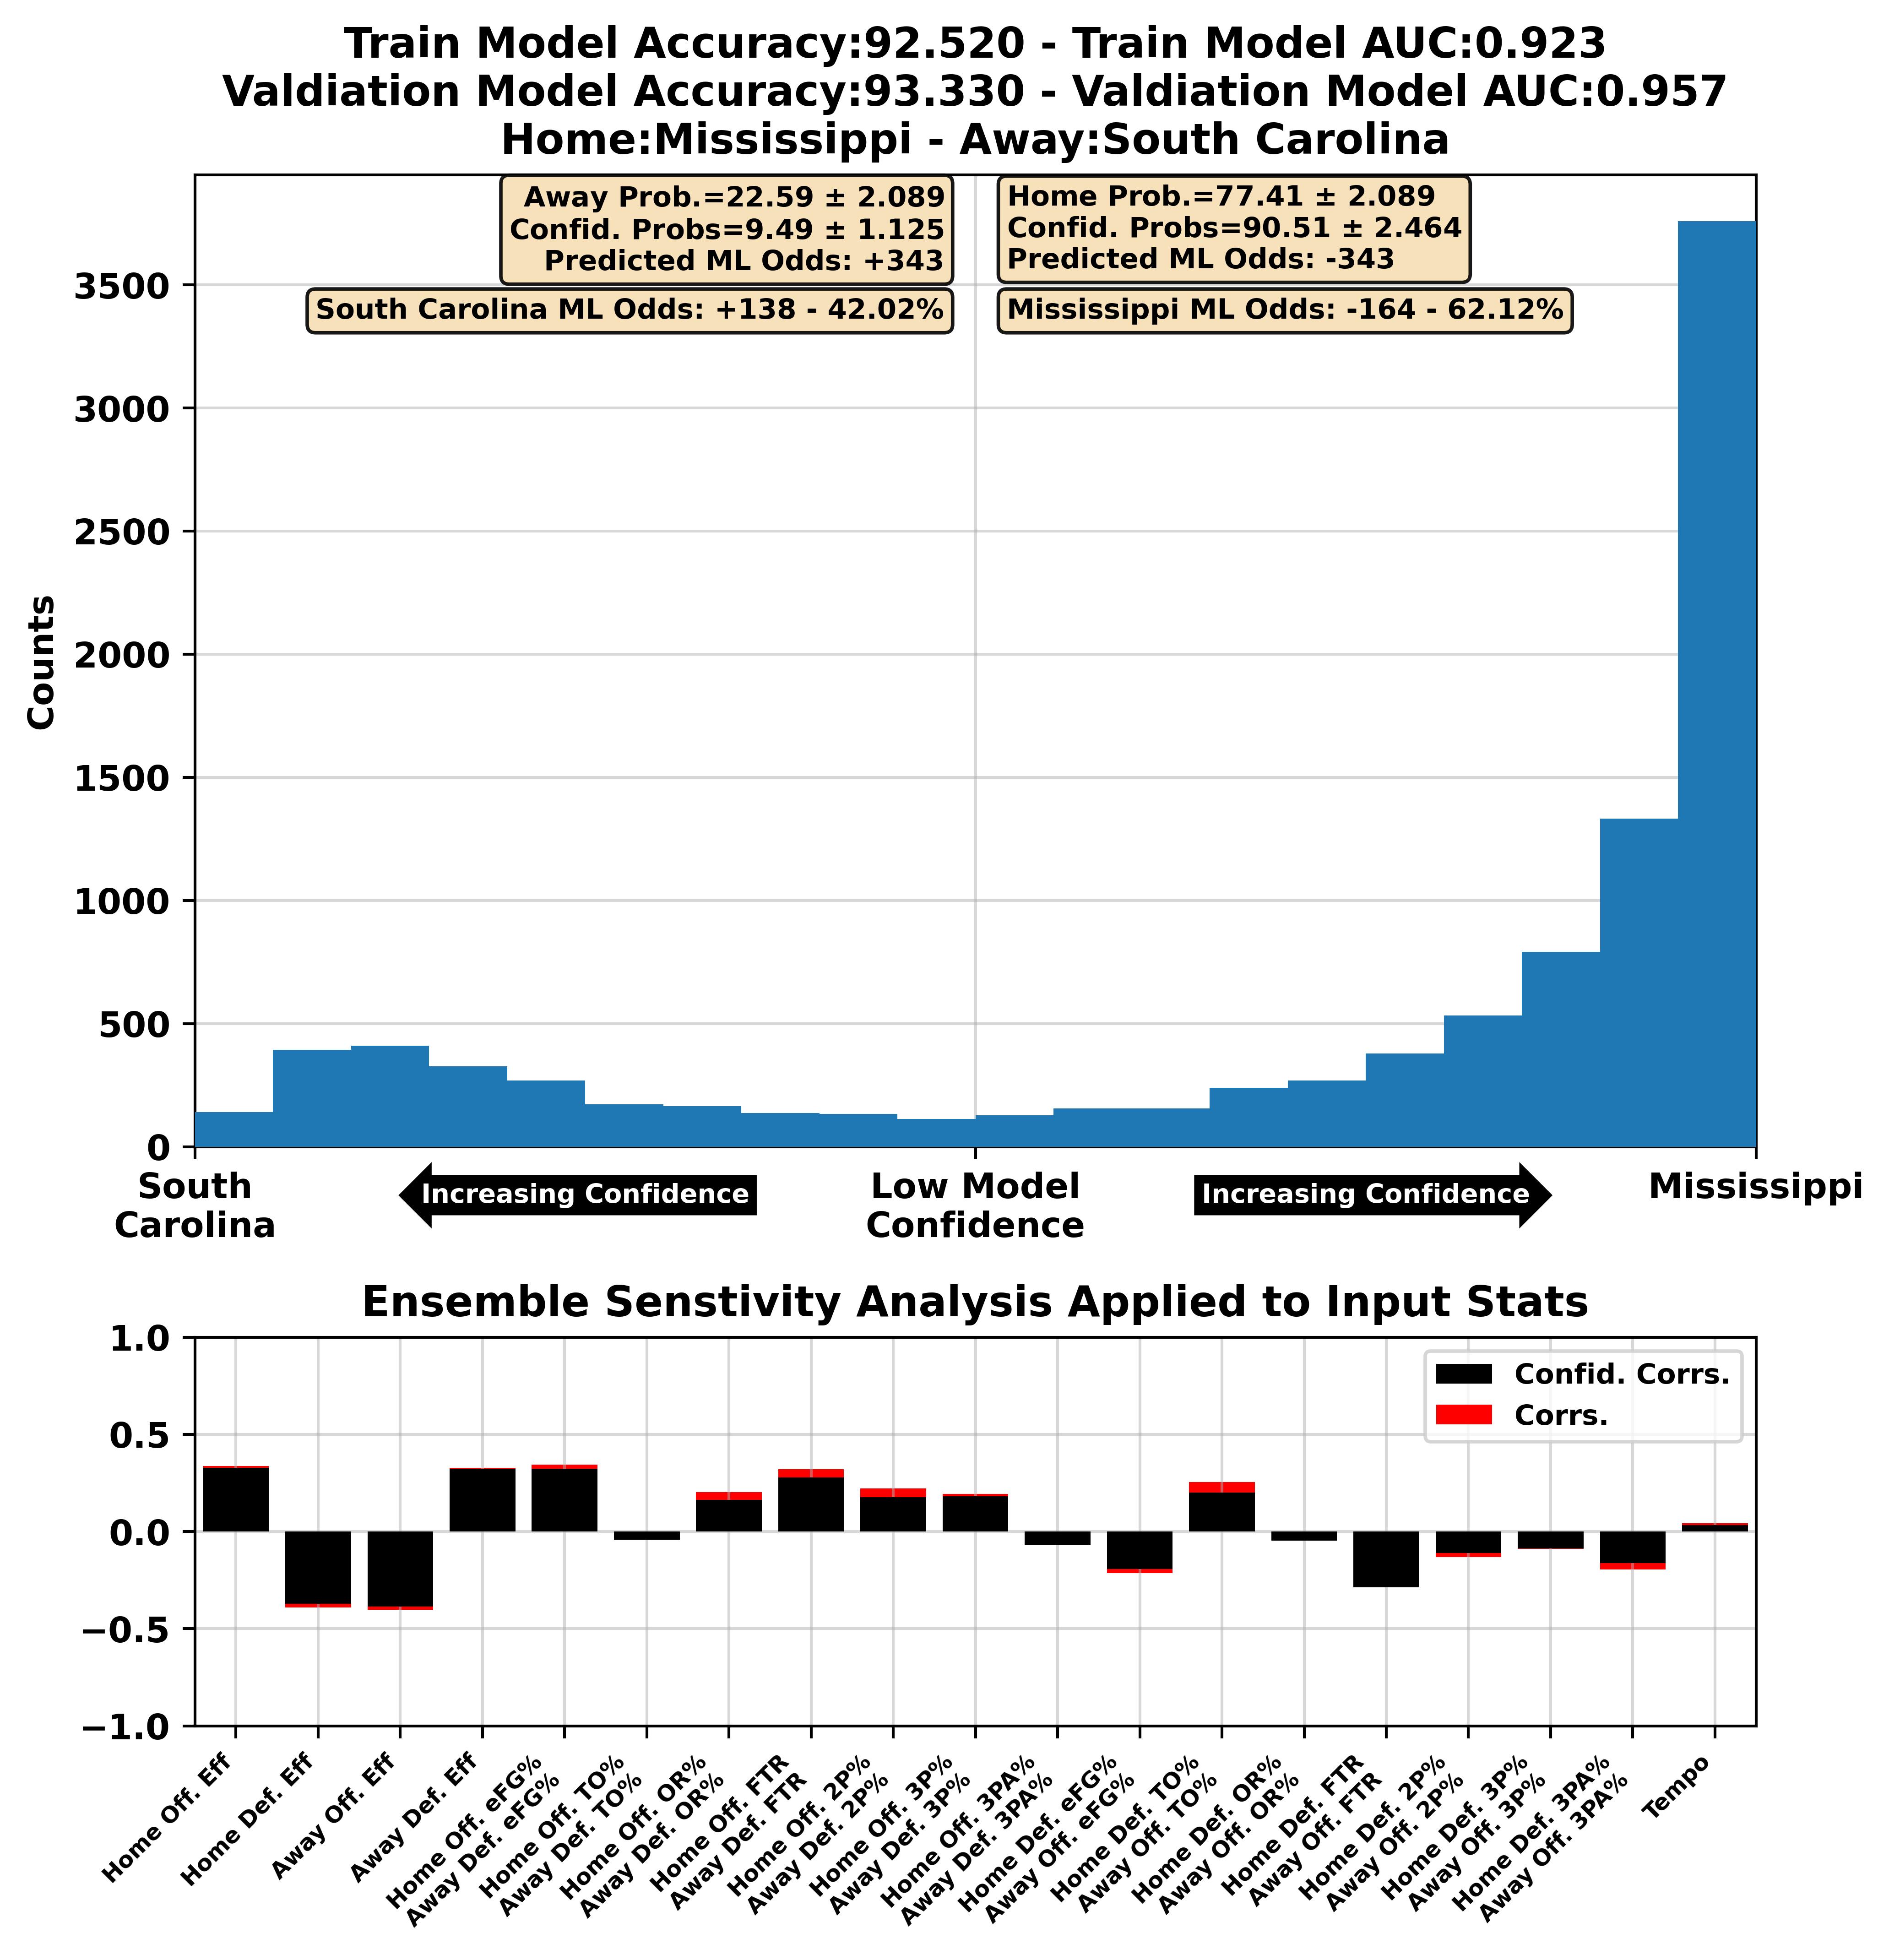 Train Model Accuracy:92.520 - Train Model AUC:0.923
Valdiation Model Accuracy:93.330 - Valdiation Model AUC:0.957
Home:Mississippi - Away:South Carolina
Away Prob.=22.59 ± 2.089
Confid. Probs=9.49 ± 1.125
Predicted ML Odds: +343
South Carolina ML Odds: +138 - 42.02%
Home Prob.=77.41 ± 2.089
Confid. Probs=90.51 ± 2.464
Predicted ML Odds: -343
Mississippi ML Odds: -164 - 62.12%
Counts
3500
3000
2500
2000
1500
1000
500
0
South
Carolina
Increasing Confidence
Low Model
Confidence
Increasing Confidence
Mississippi
Ensemble Senstivity Analysis Applied to Input Stats
1.0
0.5
0.0
−0.5
−1.0
Confid. Corrs.
Corrs.
Home Off. Eff
Home Def. Eff
Away Off. Eff
Away Def. Eff
Home Off. eFG%
Away Def. eFG%
Home Off. TO%
Away Def. TO%
Home Off. OR%
Away Def. OR%
Home Off. FTR
Away Def. FTR
Home Off. 2P%
Away Def. 2P%
Home Off. 3P%
Away Def. 3P%
Home Off. 3PA%
Away Def. 3PA%
Home Def. eFG%
Away Off. eFG%
Home Def. TO%
Away Off. TO%
Home Def. OR%
Away Off. OR%
Home Def. FTR
Away Off. FTR
Home Def. 2P%
Away Off. 2P%
Home Def. 3P%
Away Off. 3P%
Home Def. 3PA%
Away Off. 3PA%
Tempo